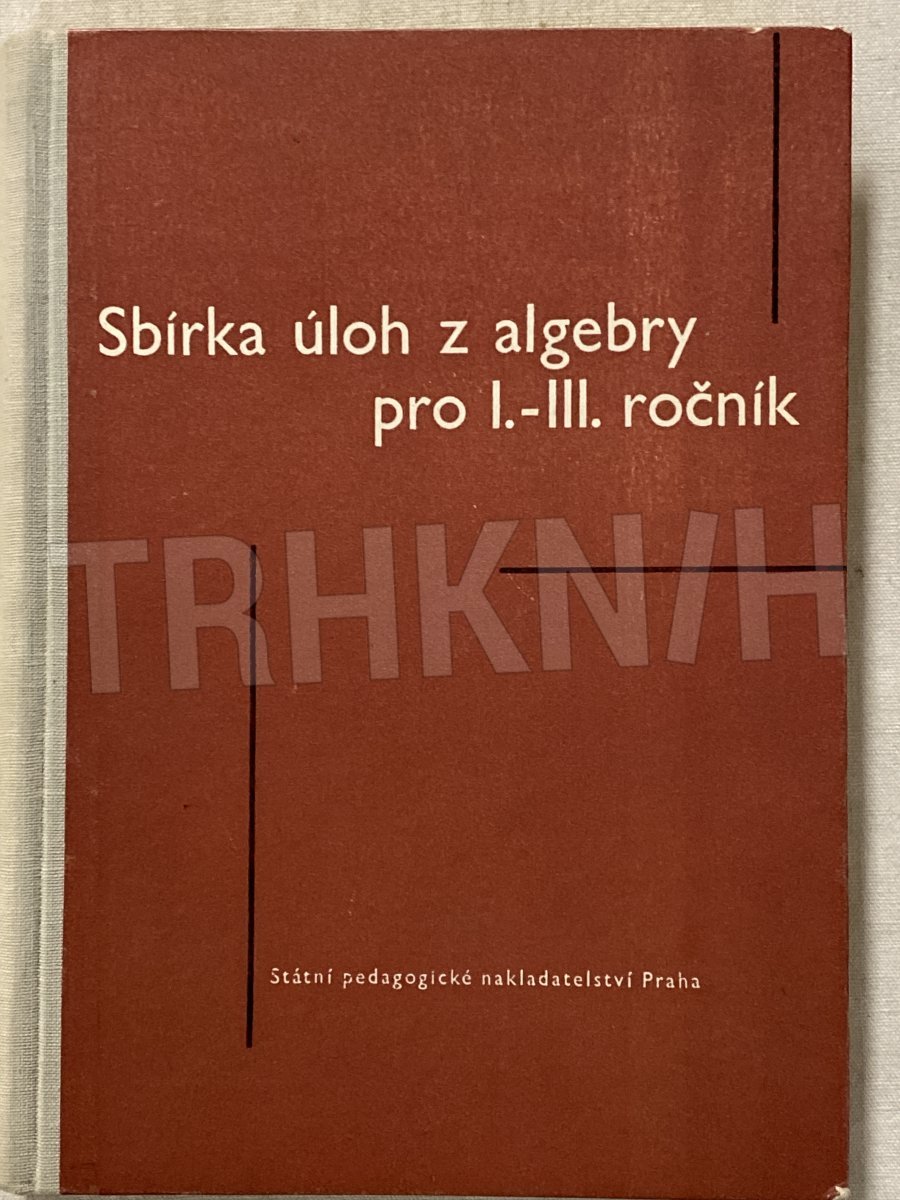 Sbírka úloh z algebry
pro I.-III. ročník
TRHKN/H
Státní pedagogické nakladatelství Praha